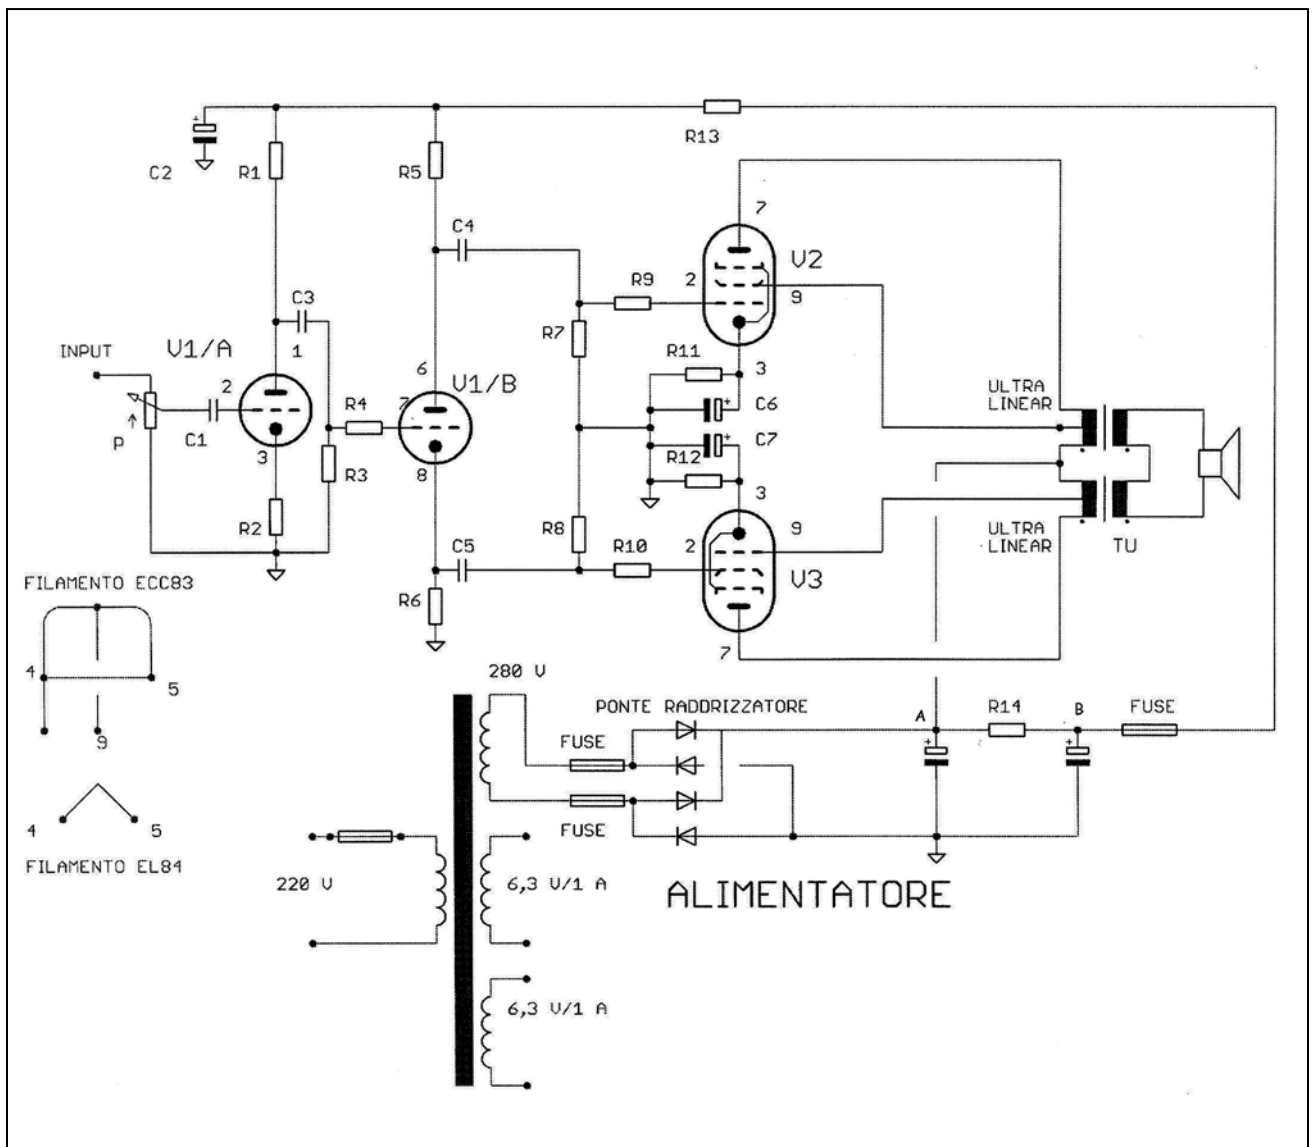 R13
C2
R1
R5
7
C4
V2
R9
2
9
C3
R7
INPUT
V1/A
1
6
R11
3
V1/B
ULTRA
LINEAR
2
R4
7
C6
P
C1
C7
3
8
R12
R3
3
R2
R8
9
ULTRA
LINEAR
TU
C5
R10
2
V3
FILAMENTO ECC83
R6
7
280 V
4
5
PONTE RADDRIZZATORE
A
R14
B
FUSE
FUSE
9
4
5
FUSE
FILAMENTO EL84
220 V
6,3 V/1 A
ALIMENTATORE
6,3 V/1 A